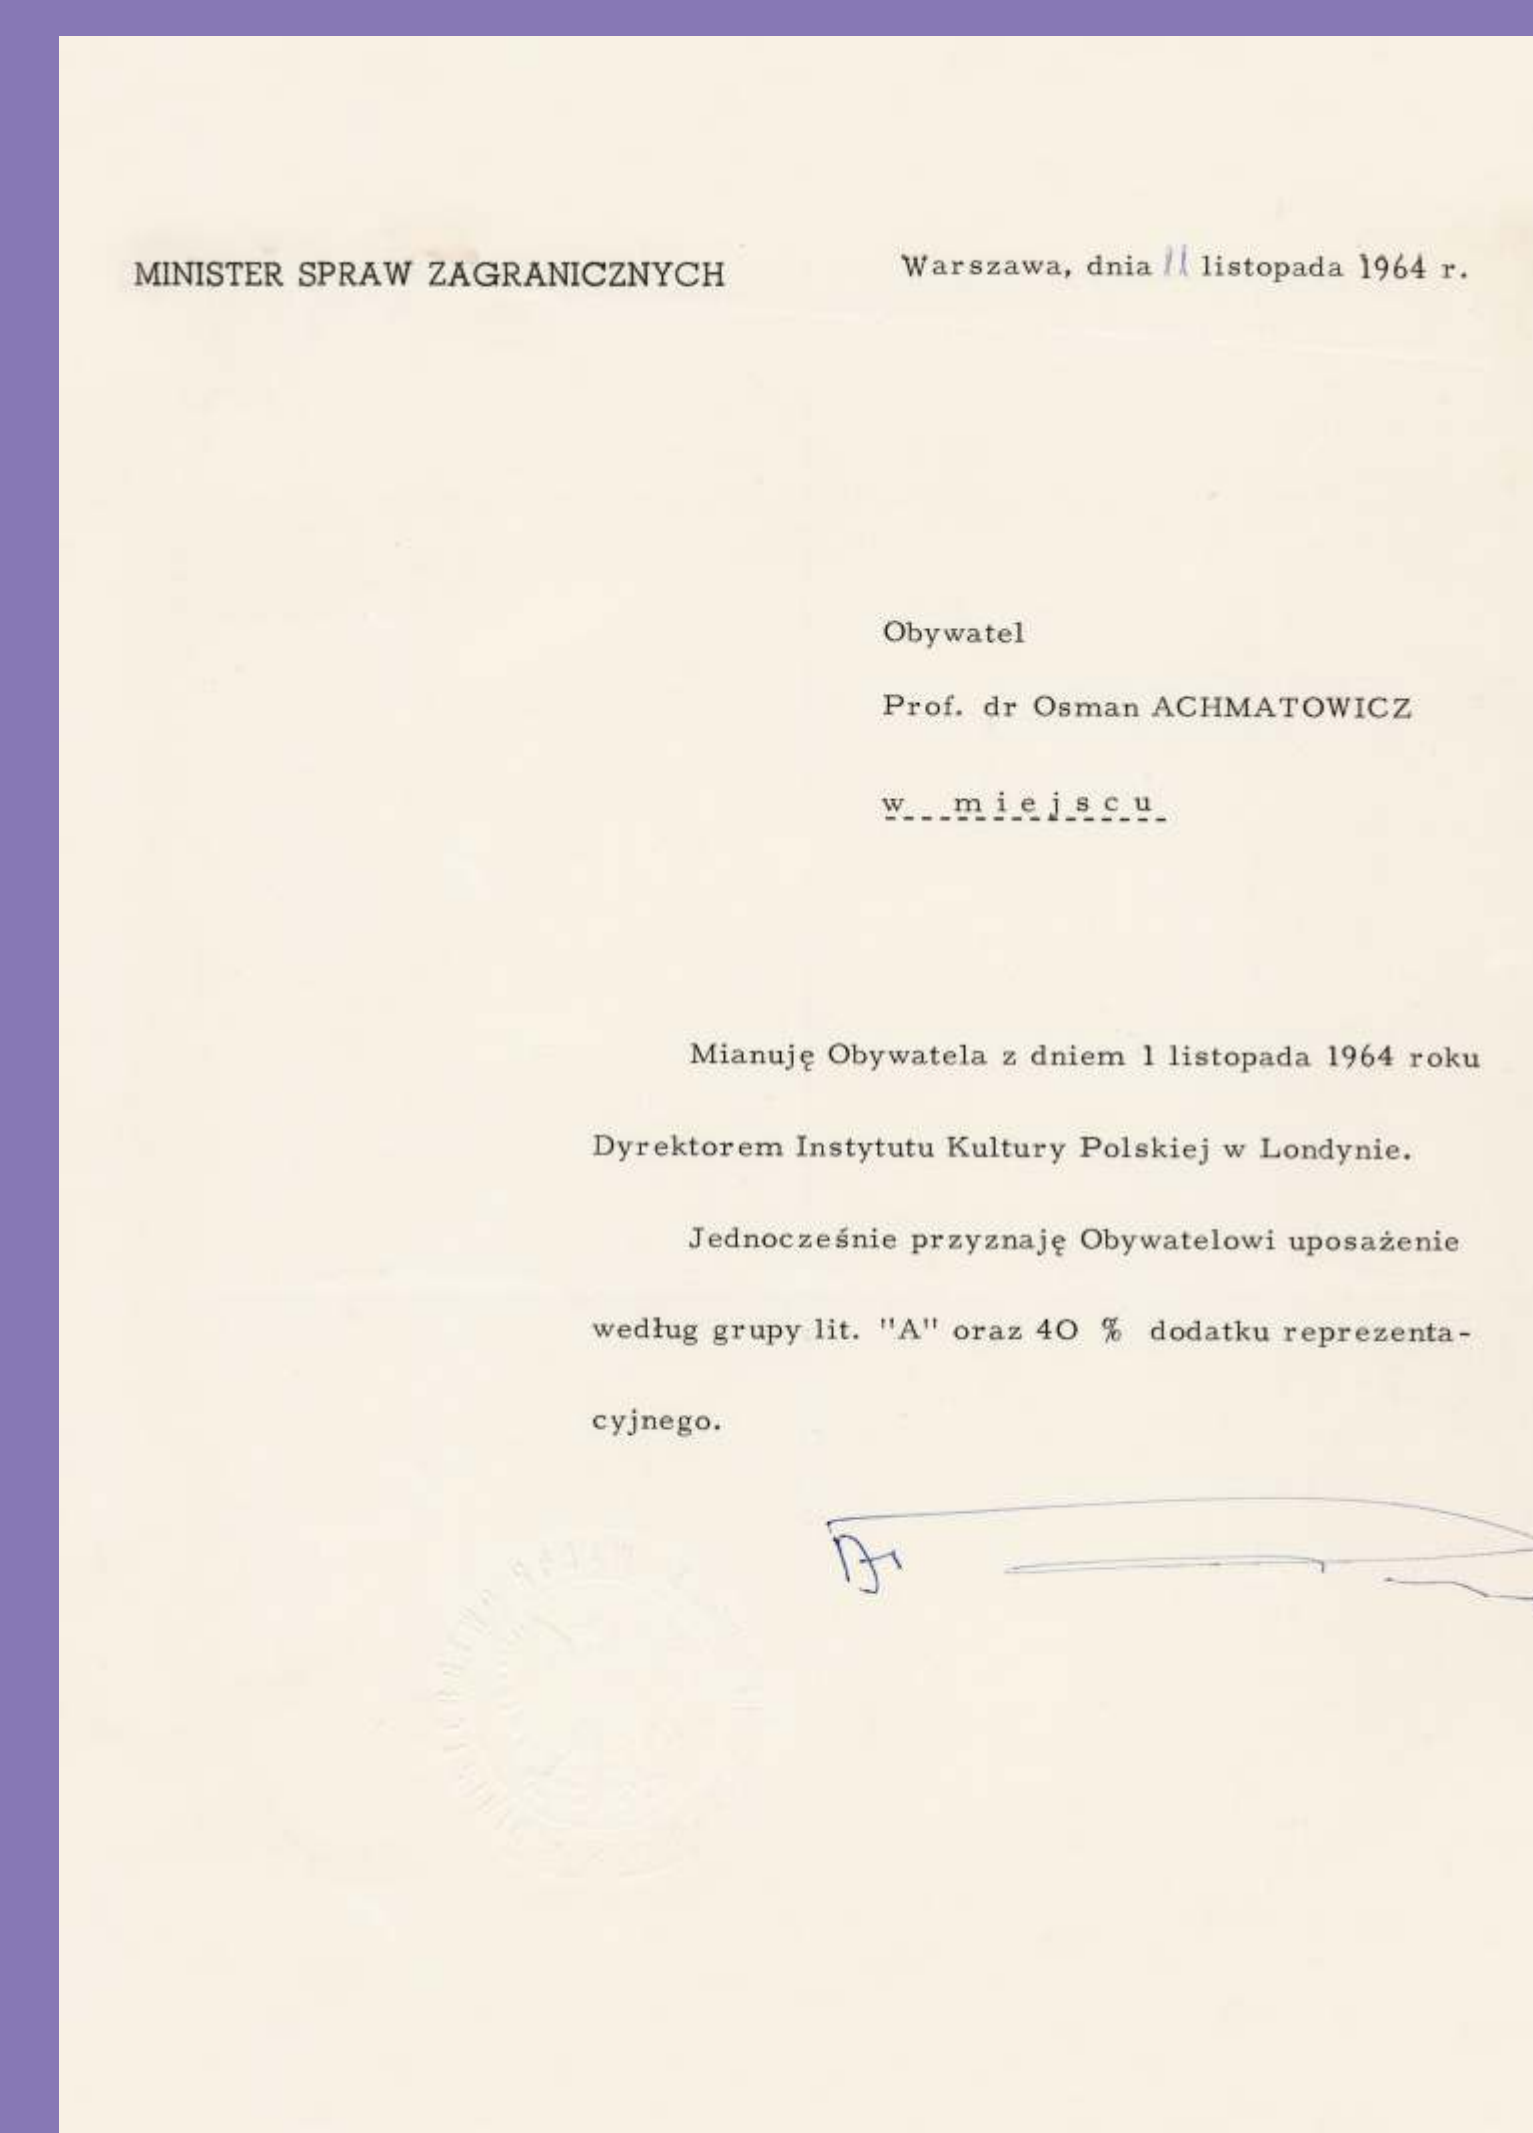 MINISTER SPRAW ZAGRANICZNYCH
Warszawa, dnia 11 listopada 1964 r.
Obywatel
Prof. dr Osman ACHMATOWICZ
w miejscu
Mianuję Obywatela z dniem 1 listopada 1964 roku
Dyrektorem Instytutu Kultury Polskiej w Londynie.
Jednocześnie przyznaję Obywatelowi uposażenie
według grupy lit. "A" oraz 40 % dodatku reprezenta-
cyjnego.